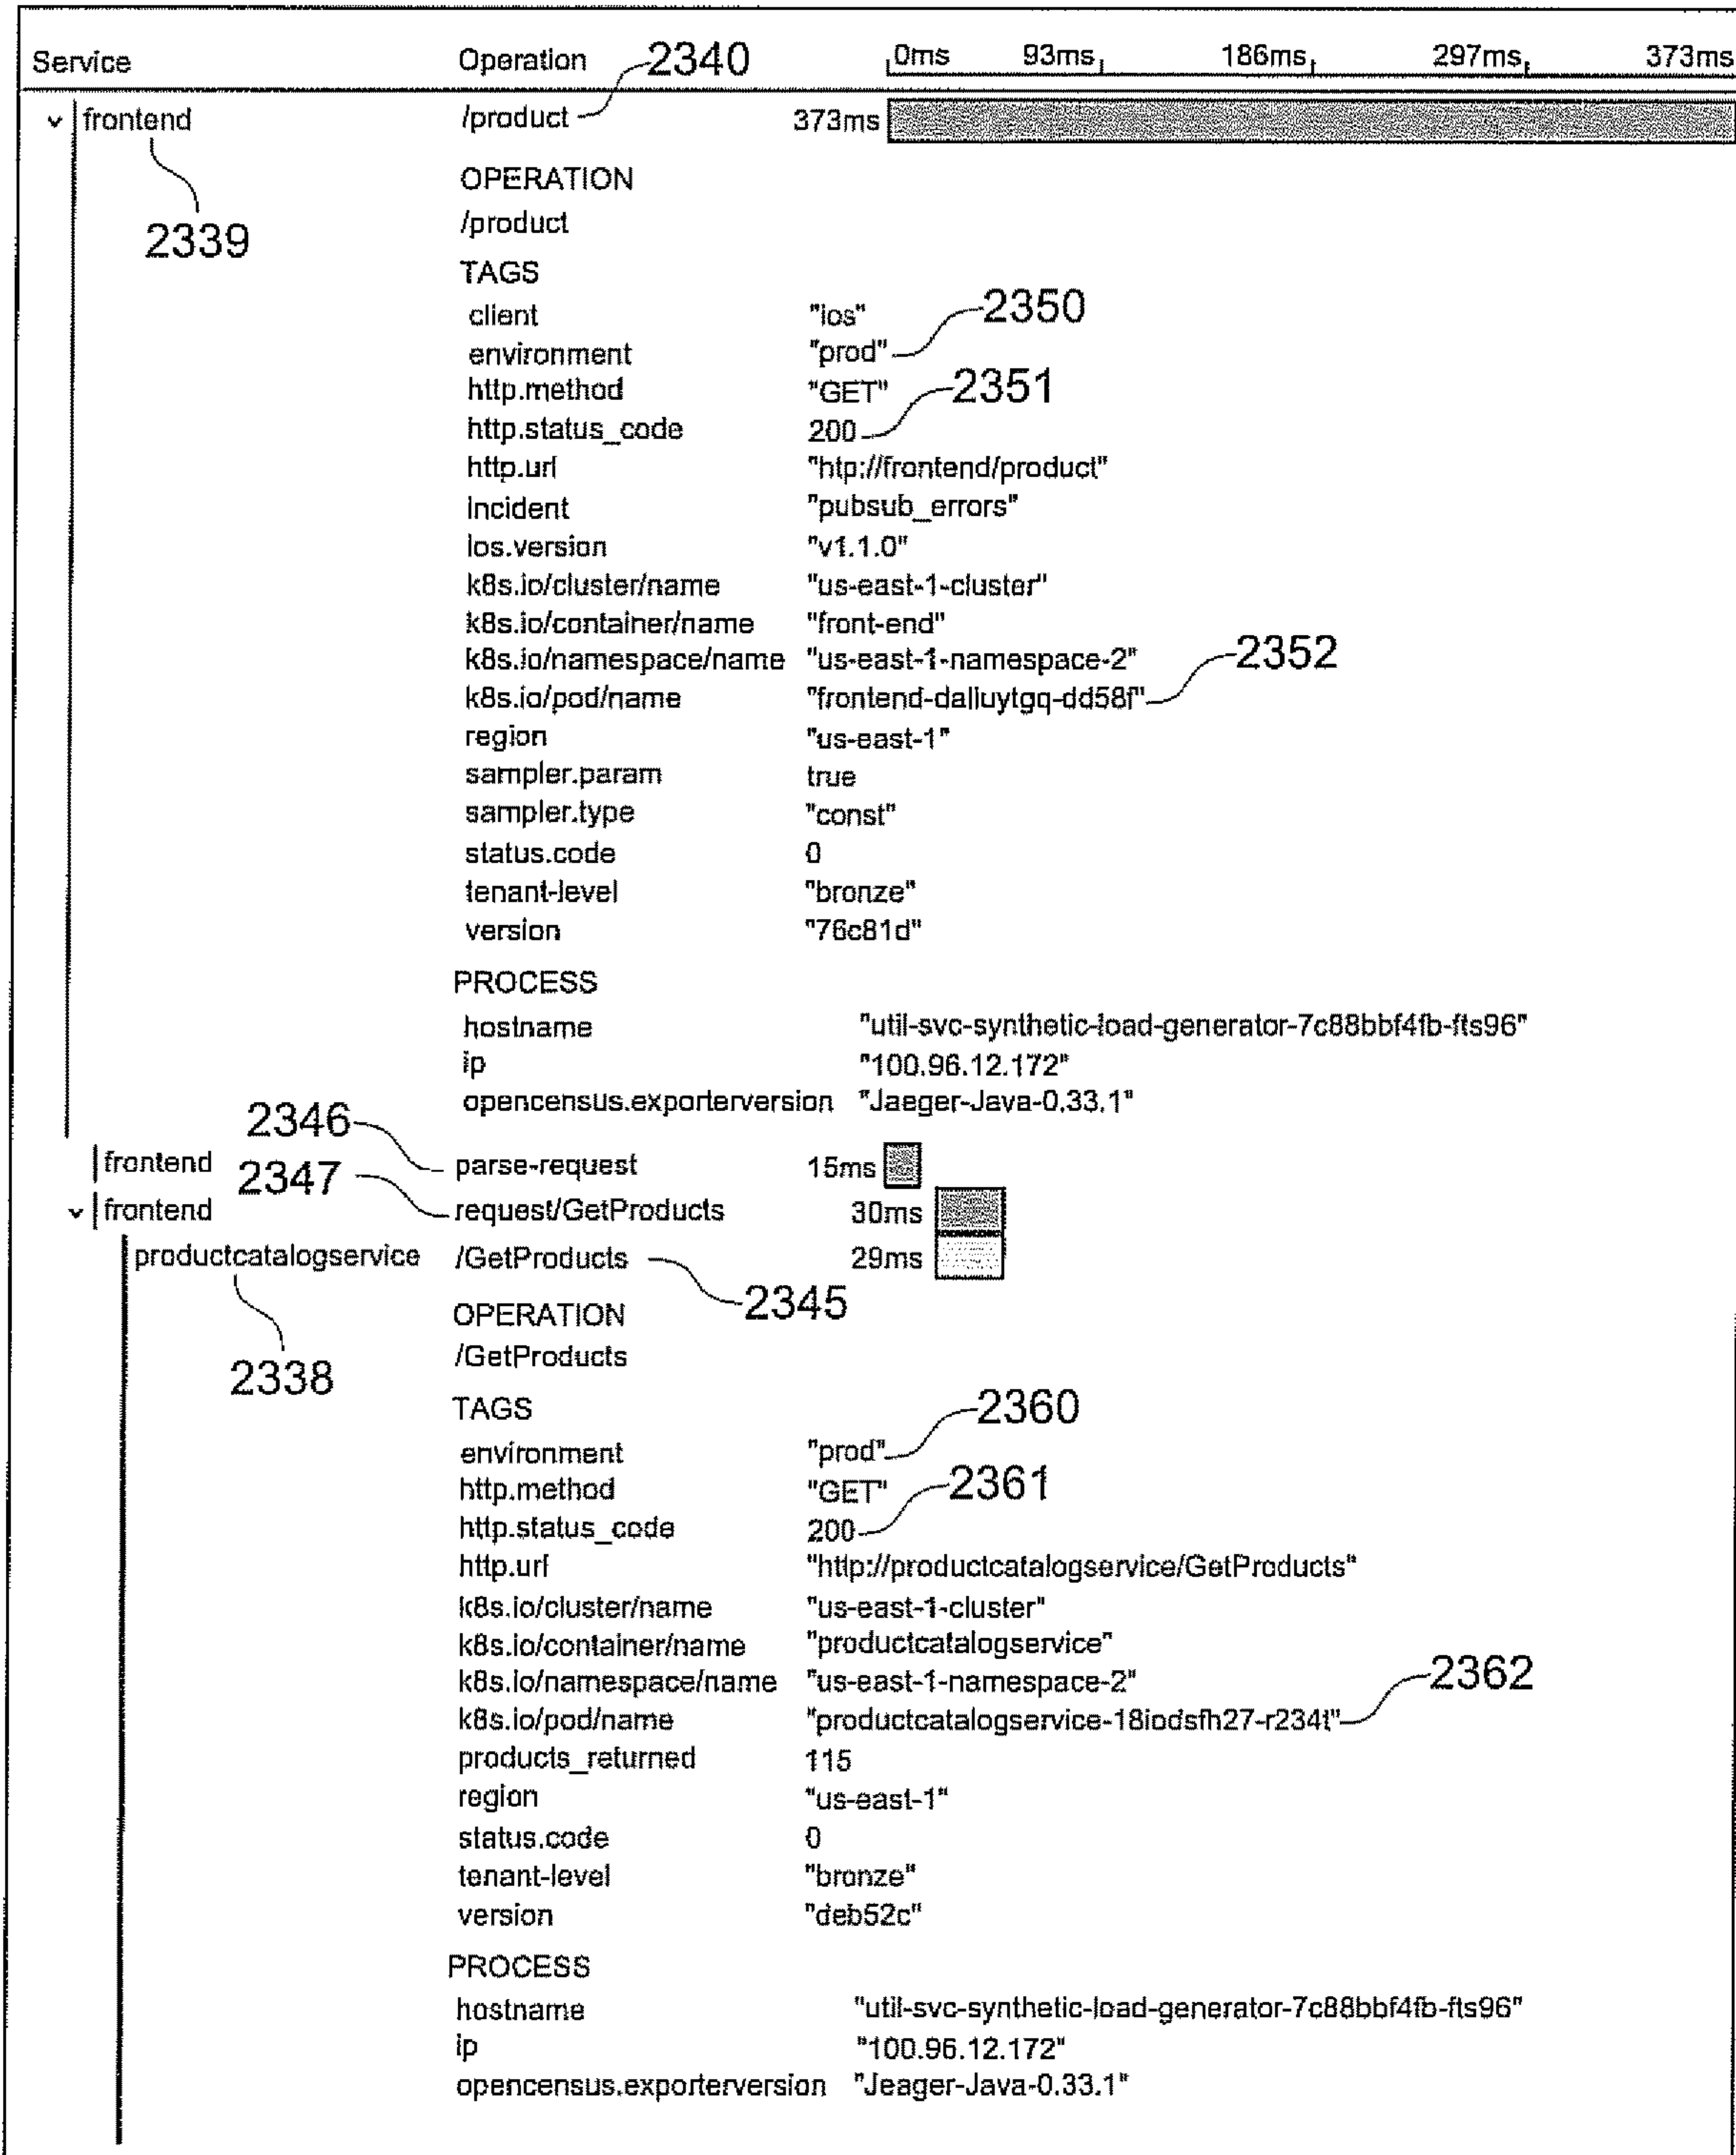 Service Operation 2340 0ms 93ms 186ms 297ms 373ms
frontend /product 373ms
OPERATION
2339 /product
TAGS
client "ios" 2350
environment "prod"
http.method "GET" 2351
http.status_code 200
http.url "htp://frontend/product"
incident "pubsub_errors"
ios.version "v1.1.0"
k8s.io/cluster/name "us-east-1-cluster"
k8s.io/container/name "front-end"
k8s.io/namespace/name "us-east-1-namespace-2" 2352
k8s.io/pod/name "frontend-dalluytgq-dd58f"
region "us-east-1"
sampler.param true
sampler.type "const"
status.code 0
tenant-level "bronze"
version "76c81d"
PROCESS
hostname "util-svc-synthetic-load-generator-7c88bbf4fb-fts96"
ip "100.96.12.172"
opencensus.exporterversion "Jaeger-Java-0.33.1"
2346
frontend parse-request 15ms
2347
frontend request/GetProducts 30ms
productcatalogservice /GetProducts 29ms
2345
OPERATION
2338 /GetProducts
TAGS 2360
environment "prod"
http.method "GET" 2361
http.status_code 200
http.url "http://productcatalogservice/GetProducts"
k8s.io/cluster/name "us-east-1-cluster"
k8s.io/container/name "productcatalogservice"
k8s.io/namespace/name "us-east-1-namespace-2" 2362
k8s.io/pod/name "productcatalogservice-18iodsfh27-r234t"
products_returned 115
region "us-east-1"
status.code 0
tenant-level "bronze"
version "deb52c"
PROCESS
hostname "util-svc-synthetic-load-generator-7c88bbf4fb-fts96"
ip "100.96.12.172"
opencensus.exporterversion "Jeager-Java-0.33.1"